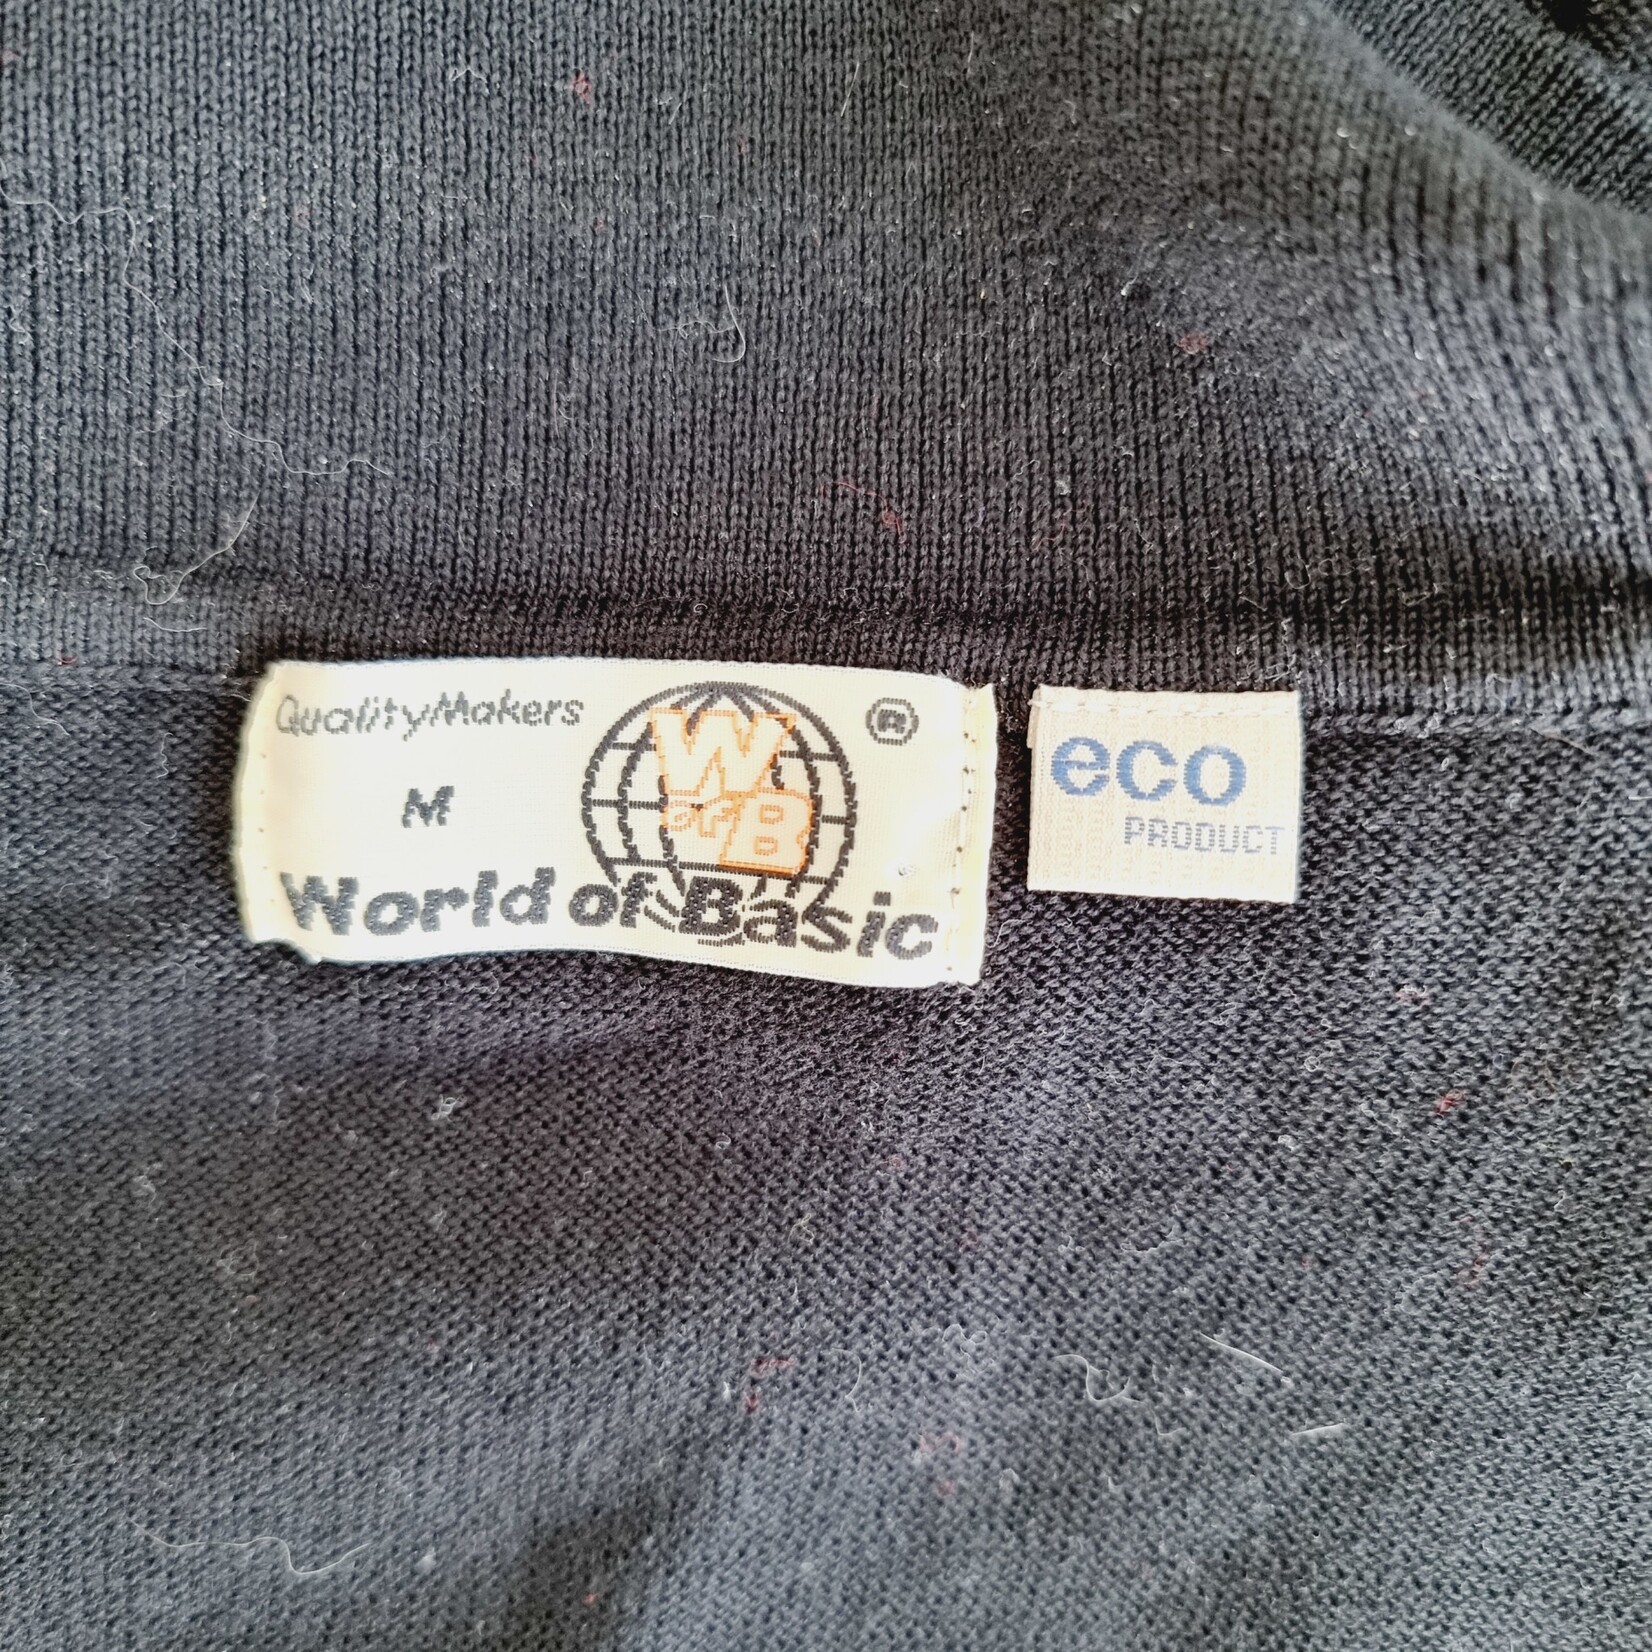 QualityMakers
®
M
W
of B
World of Basic
eco
PRODUCT